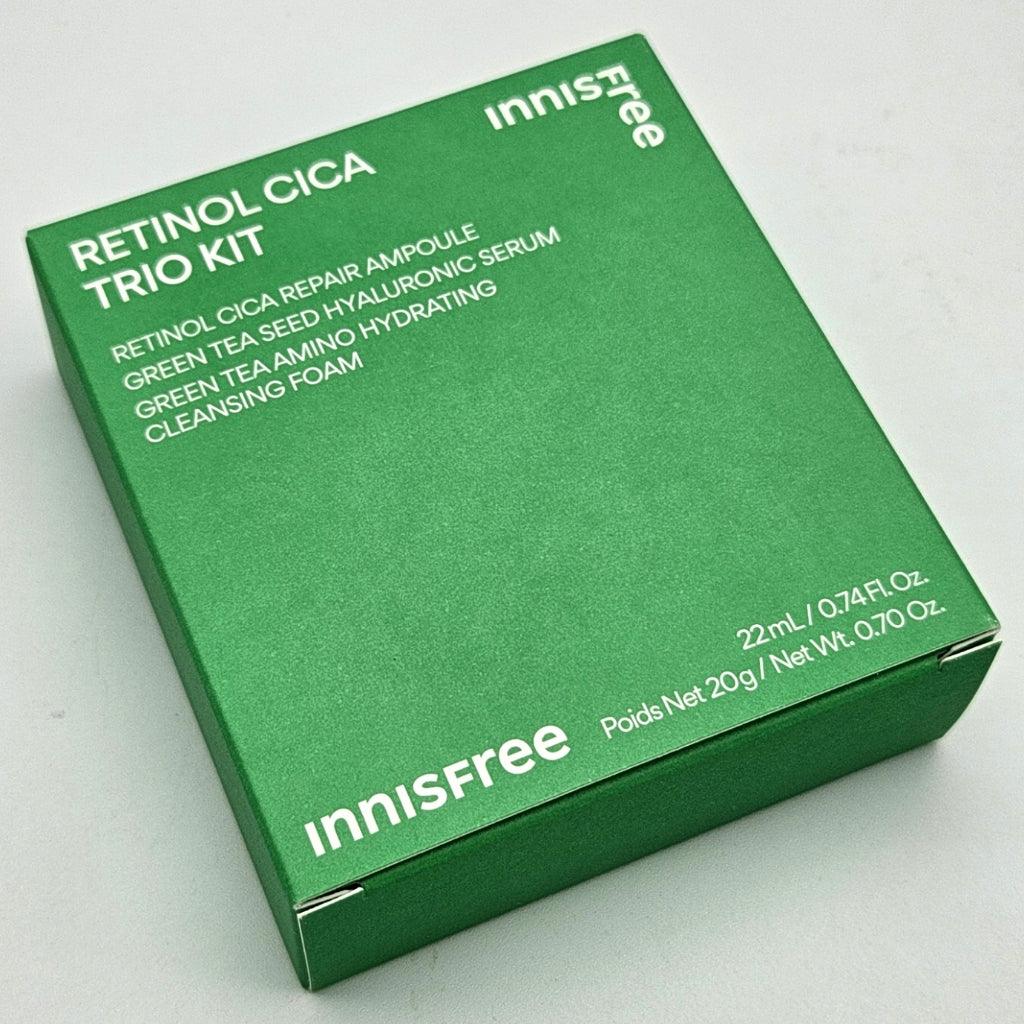 INNISFree
RETINOL CICA
TRIO KIT
RETINOL CICA REPAIR AMPOULE
GREEN TEA SEED HYALURONIC SERUM
GREEN TEA AMINO HYDRATING
CLEANSING FOAM
22mL / 0.74 Fl. Oz.
Poids Net 20g / Net Wt. 0.70 Oz.
INNISFree